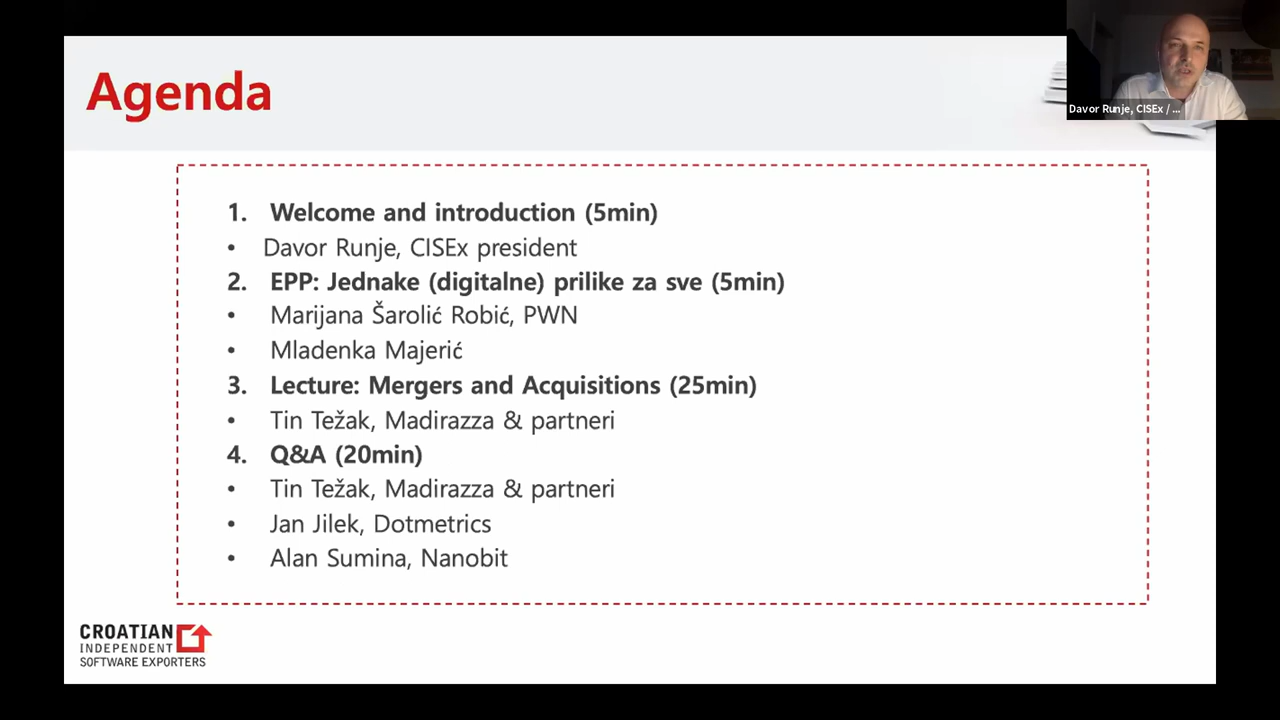 Agenda
Davor Runje, CISEx / ...
1. Welcome and introduction (5min)
• Davor Runje, CISEx president
2. EPP: Jednake (digitalne) prilike za sve (5min)
• Marijana Šarolić Robić, PWN
• Mladenka Majerić
3. Lecture: Mergers and Acquisitions (25min)
• Tin Težak, Madirazza & partneri
4. Q&A (20min)
• Tin Težak, Madirazza & partneri
• Jan Jilek, Dotmetrics
• Alan Sumina, Nanobit
CROATIAN
INDEPENDENT
SOFTWARE EXPORTERS